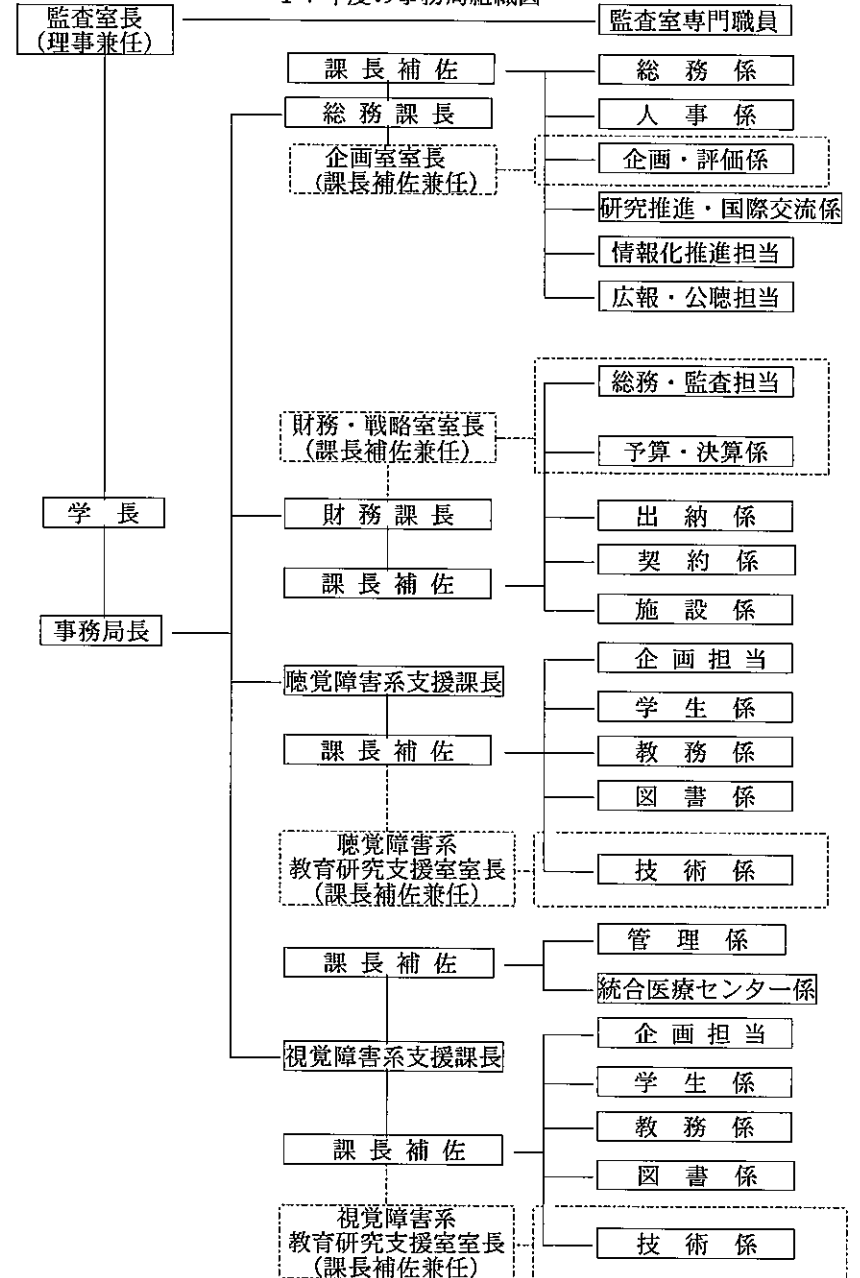 監査室長
(理事兼任)
監査室専門職員
課長補佐
総務課長
企画室室長
(課長補佐兼任)
総務係
人事係
企画・評価係
研究推進・国際交流係
情報化推進担当
広報・公聴担当
財務・戦略室室長
(課長補佐兼任)
総務・監査担当
予算・決算係
学長
財務課長
出納係
契約係
課長補佐
施設係
事務局長
聴覚障害系支援課長
課長補佐
企画担当
学生係
教務係
図書係
聴覚障害系
教育研究支援室室長
(課長補佐兼任)
技術係
課長補佐
管理係
統合医療センター係
視覚障害系支援課長
企画担当
学生係
教務係
課長補佐
図書係
視覚障害系
教育研究支援室室長
(課長補佐兼任)
技術係